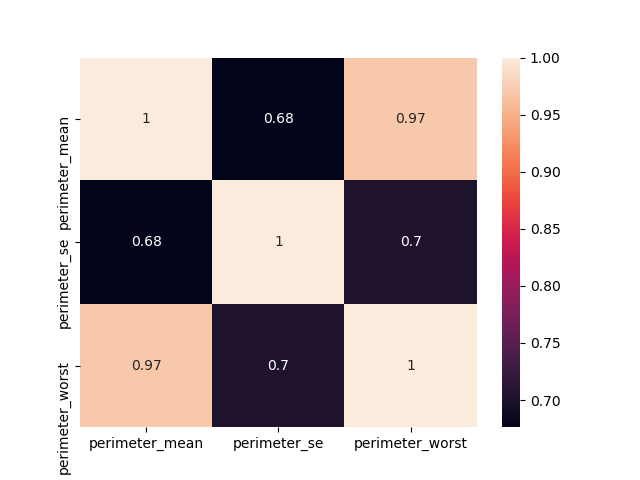 perimeter_mean
1
0.68
0.97
perimeter_se
0.68
1
0.7
perimeter_worst
0.97
0.7
1
perimeter_mean
perimeter_se
perimeter_worst
1.00
0.95
0.90
0.85
0.80
0.75
0.70